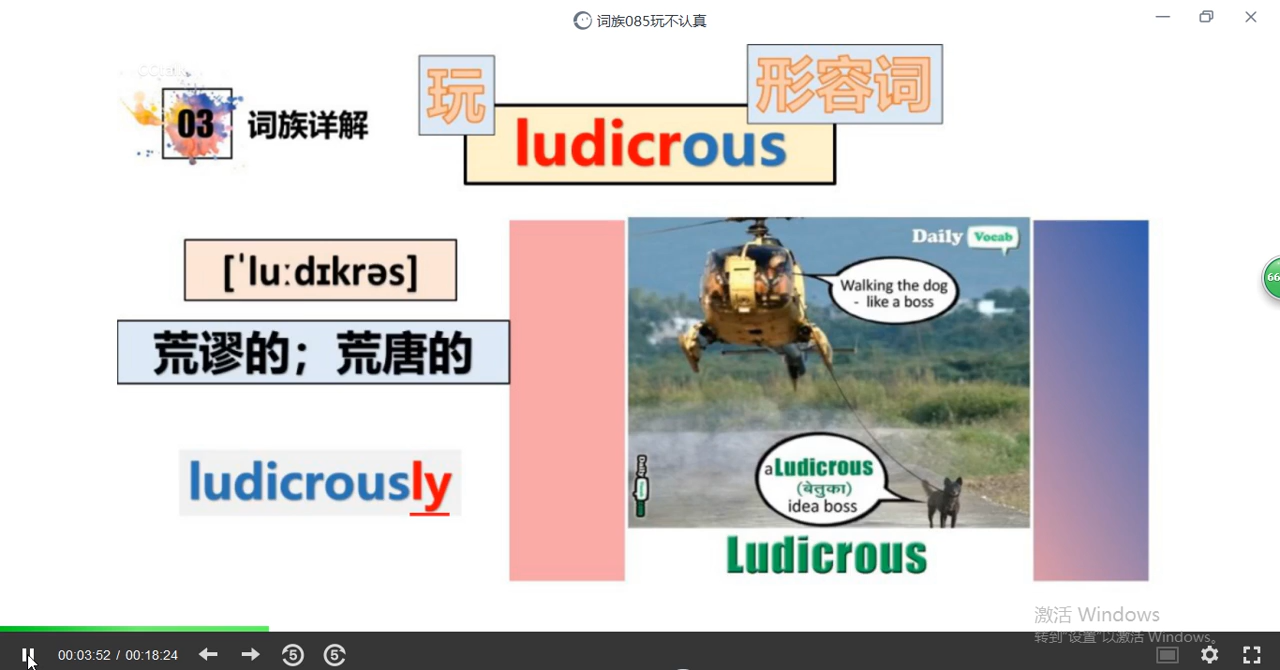 词族085玩不认真
03 词族详解
玩
形容词
ludicrous
[ˈluːdɪkrəs]
荒谬的；荒唐的
ludicrously
Daily Vocab
Walking the dog
- like a boss
a Ludicrous
(बेतुका)
idea boss
Ludicrous
66
激活 Windows
转到"设置"以激活 Windows。
00:03:52 / 00:18:24
5
5